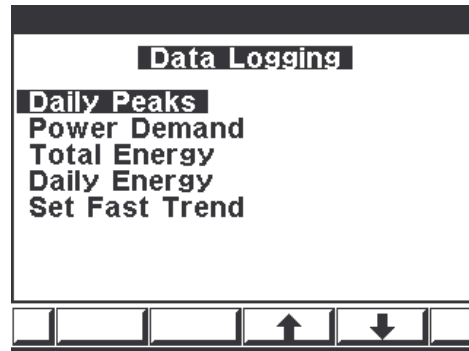 Data Logging
Daily Peaks
Power Demand
Total Energy
Daily Energy
Set Fast Trend